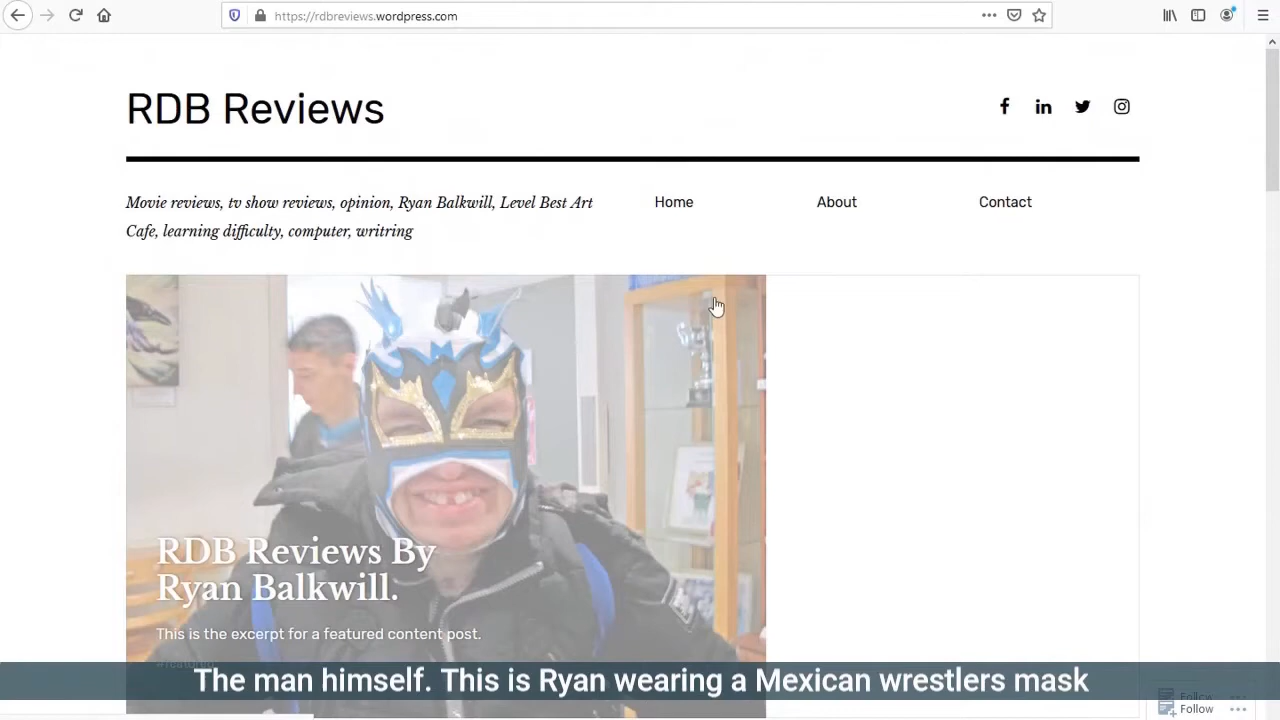 https://rdbreviews.wordpress.com
RDB Reviews
Movie reviews, tv show reviews, opinion, Ryan Balkwill, Level Best Art
Cafe, learning difficulty, computer, writring
Home
About
Contact
RDB Reviews By
Ryan Balkwill.
This is the excerpt for a featured content post.
#featured
The man himself. This is Ryan wearing a Mexican wrestlers mask
Follow
Follow